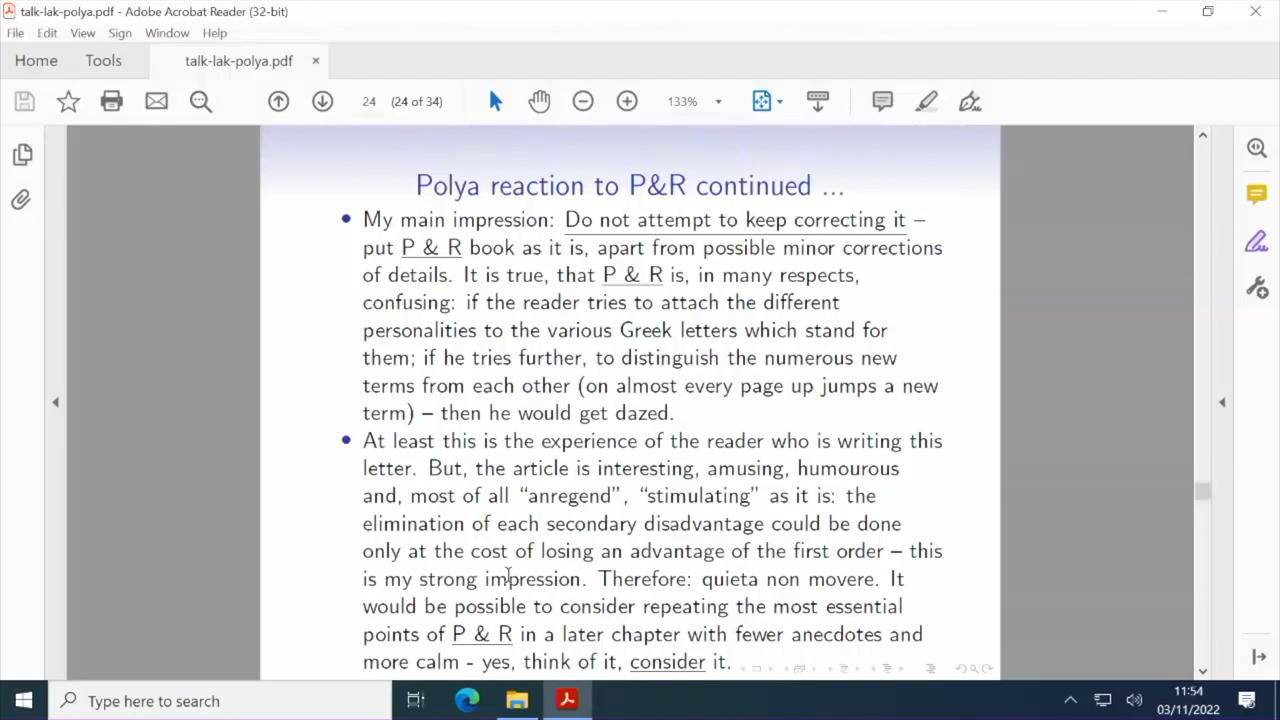 talk-lak-polya.pdf - Adobe Acrobat Reader (32-bit)
File Edit View Sign Window Help
Home Tools talk-lak-polya.pdf ×
24 (24 of 34) 133%
Polya reaction to P&R continued ...
• My main impression: Do not attempt to keep correcting it –
put P & R book as it is, apart from possible minor corrections
of details. It is true, that P & R is, in many respects,
confusing: if the reader tries to attach the different
personalities to the various Greek letters which stand for
them; if he tries further, to distinguish the numerous new
terms from each other (on almost every page up jumps a new
term) – then he would get dazed.
• At least this is the experience of the reader who is writing this
letter. But, the article is interesting, amusing, humourous
and, most of all “anregend”, “stimulating” as it is: the
elimination of each secondary disadvantage could be done
only at the cost of losing an advantage of the first order – this
is my strong impression. Therefore: quieta non movere. It
would be possible to consider repeating the most essential
points of P & R in a later chapter with fewer anecdotes and
more calm - yes, think of it, consider it.
Type here to search
11:54
03/11/2022